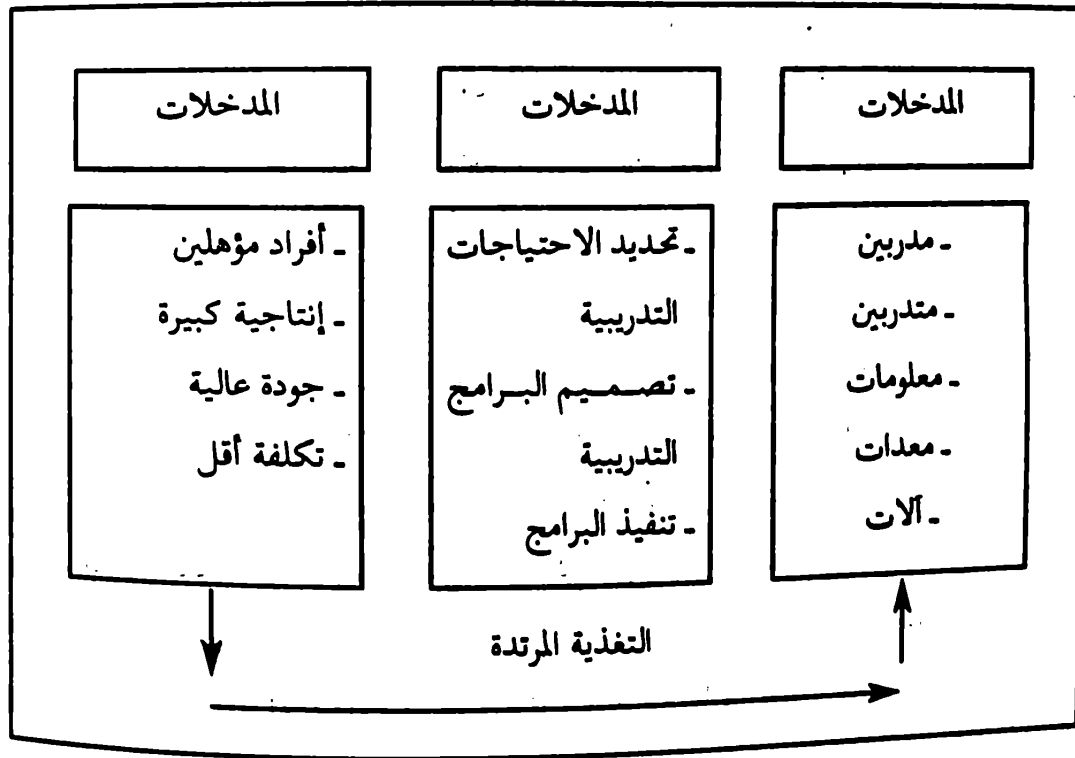 المدخلات
- مدربين
- متدربين
- معلومات
- معدات
- آلات
المدخلات
- تحديد الاحتياجات
التدريبية
- تصميم البرامج
التدريبية
- تنفيذ البرامج
المدخلات
- أفراد مؤهلين
- إنتاجية كبيرة
- جودة عالية
- تكلفة أقل
التغذية المرتدة